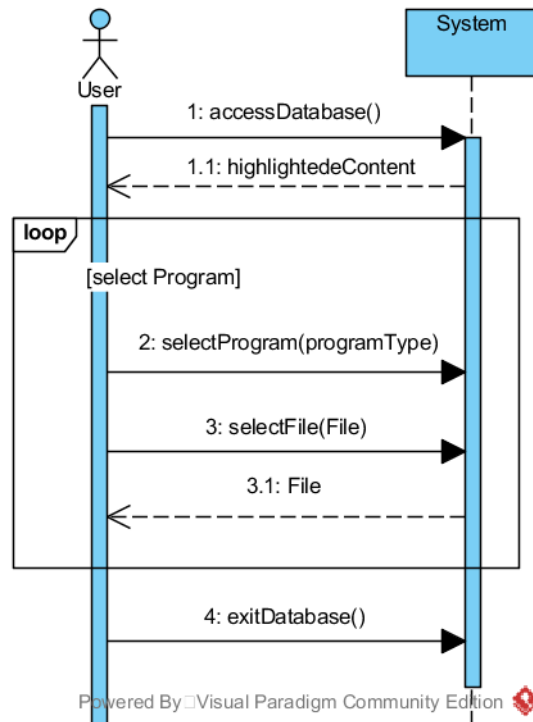 System
User
1: accessDatabase()
1.1: highlightedeContent
loop
[select Program]
2: selectProgram(programType)
3: selectFile(File)
3.1: File
4: exitDatabase()
Powered By Visual Paradigm Community Edition